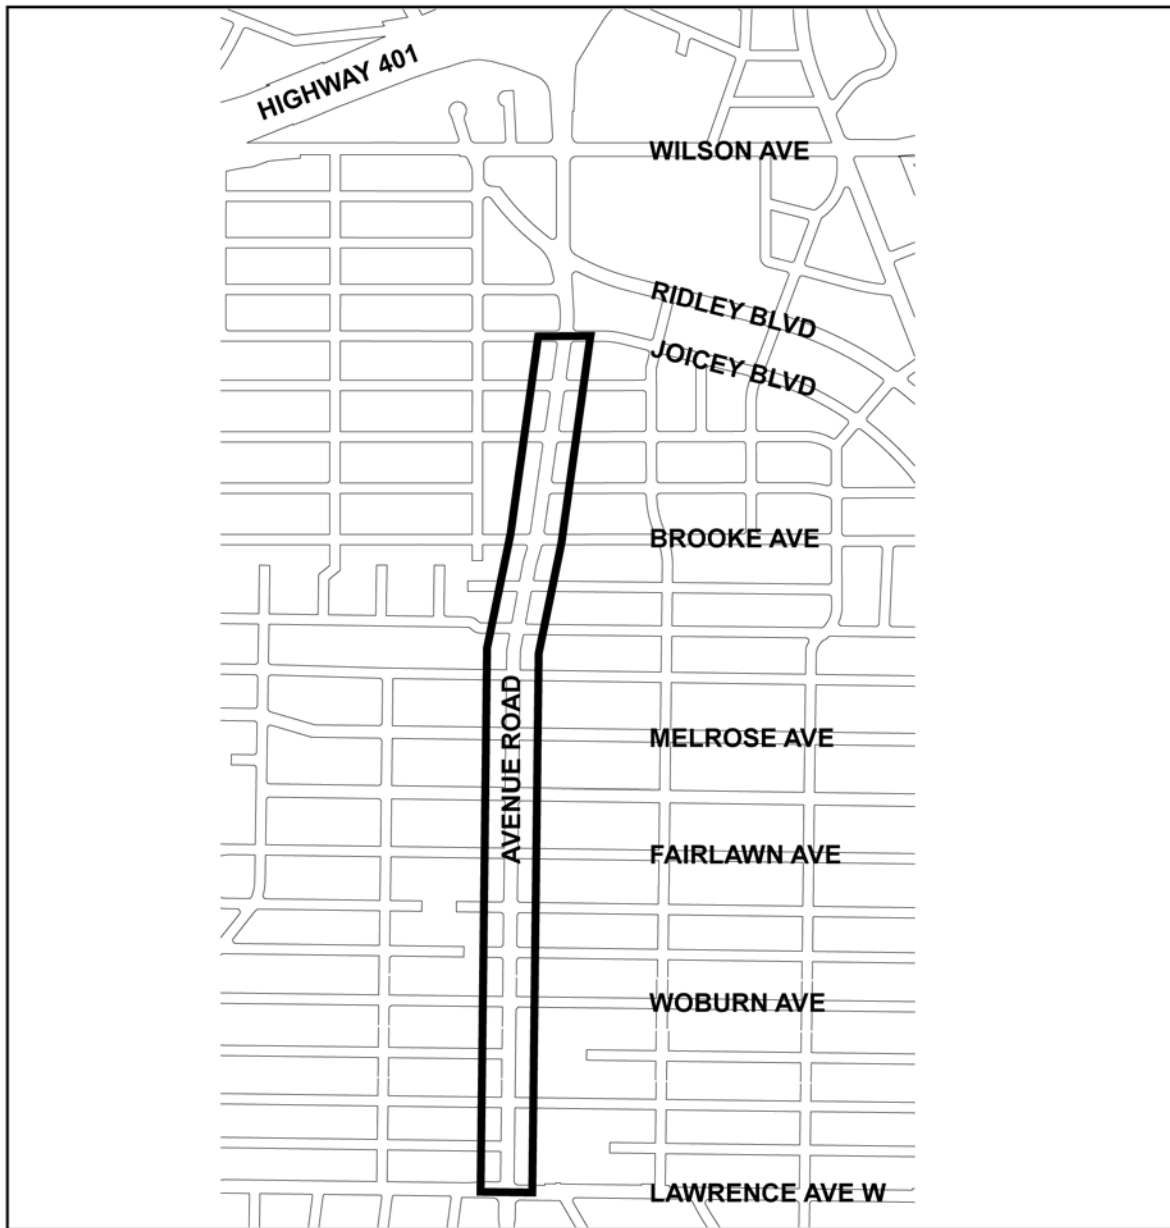 HIGHWAY 401
WILSON AVE
RIDLEY BLVD
JOICEY BLVD
BROOKE AVE
AVENUE ROAD
MELROSE AVE
FAIRLAWN AVE
WOBURN AVE
LAWRENCE AVE W